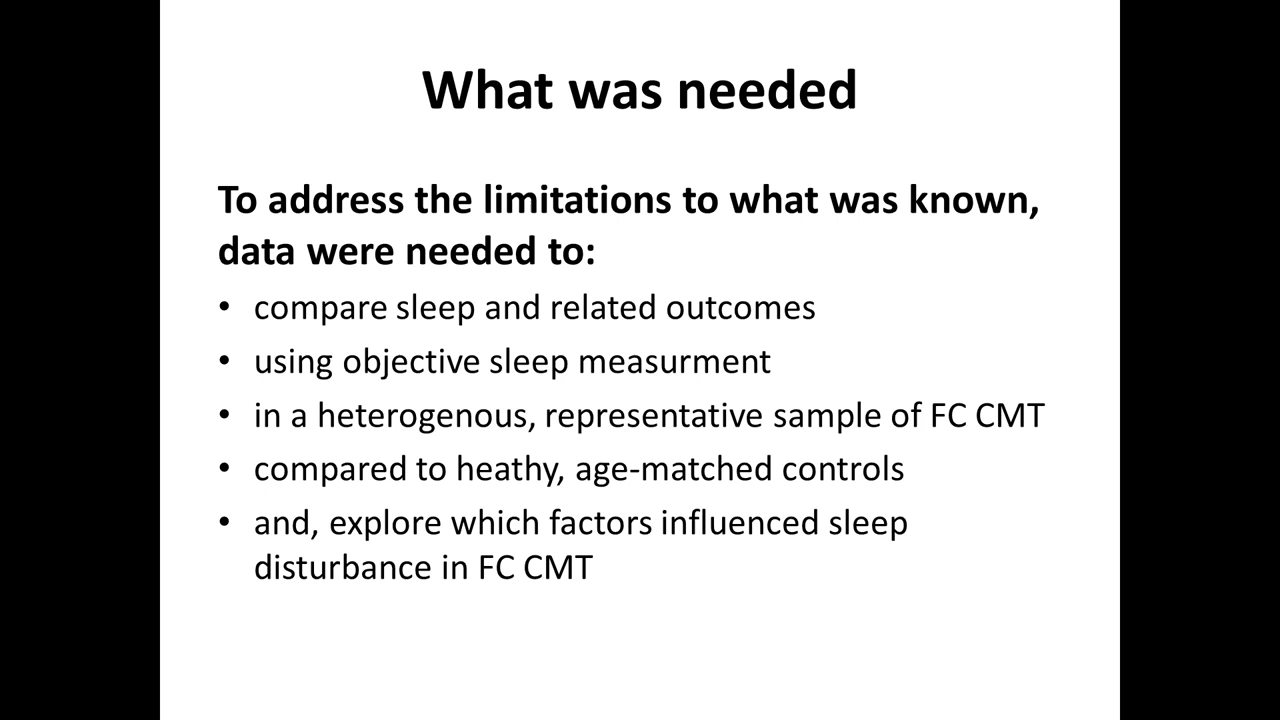 What was needed
To address the limitations to what was known,
data were needed to:
• compare sleep and related outcomes
• using objective sleep measurment
• in a heterogenous, representative sample of FC CMT
• compared to heathy, age-matched controls
• and, explore which factors influenced sleep
disturbance in FC CMT